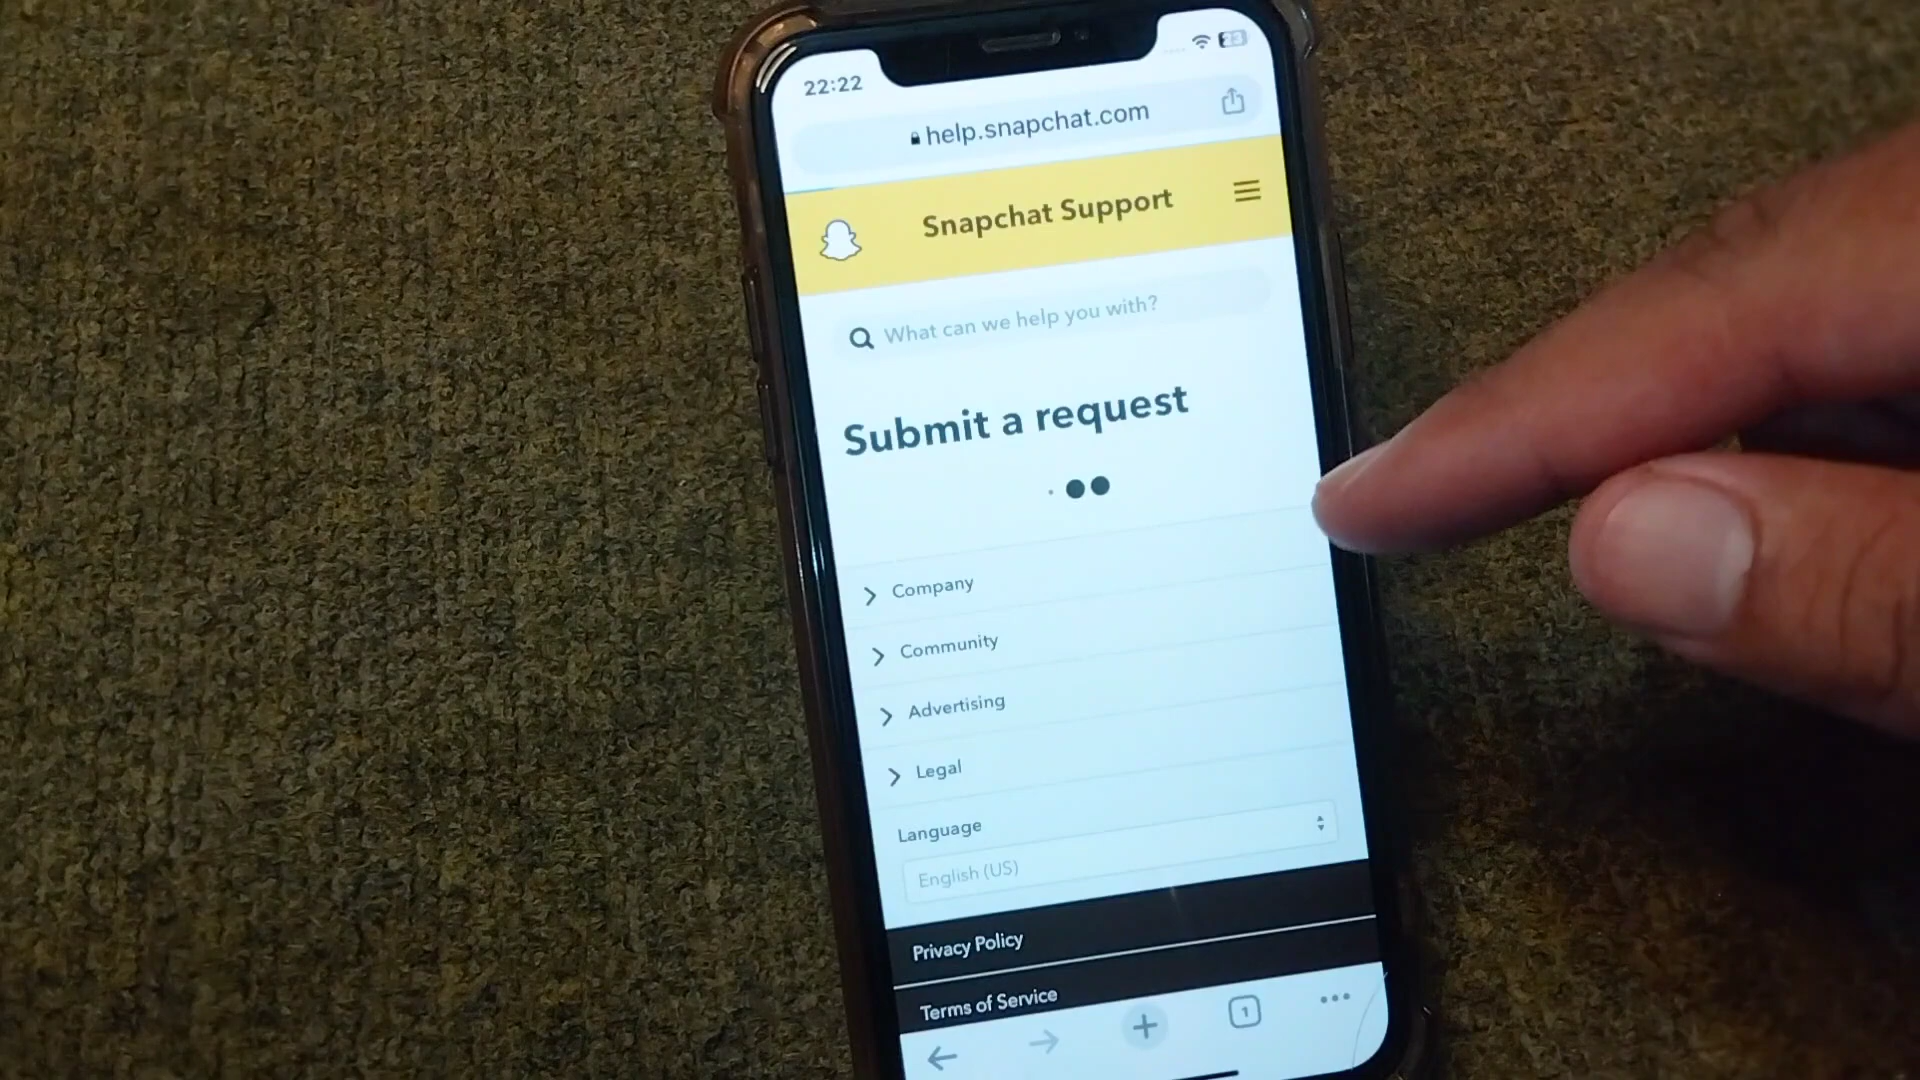 22:22
23
help.snapchat.com
Snapchat Support
What can we help you with?
Submit a request
Company
Community
Advertising
Legal
Language
English (US)
Privacy Policy
Terms of Service
1